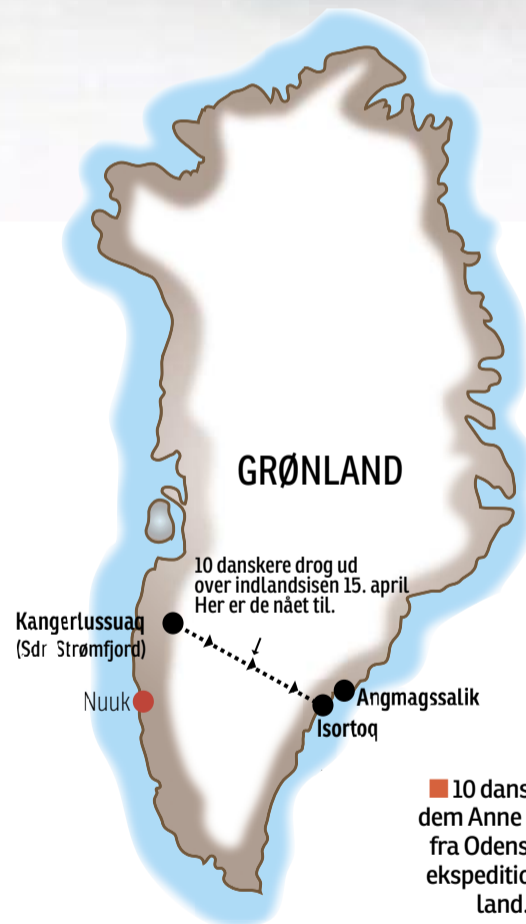 GRØNLAND
10 danskere drog ud
over indlandsisen 15. april
Her er de nået til.
Kangerlussuaq
(Sdr Strømfjord)
Nuuk
Angmagssalik
Isortoq
10 dans
dem Anne
fra Odens
ekspeditio
land.